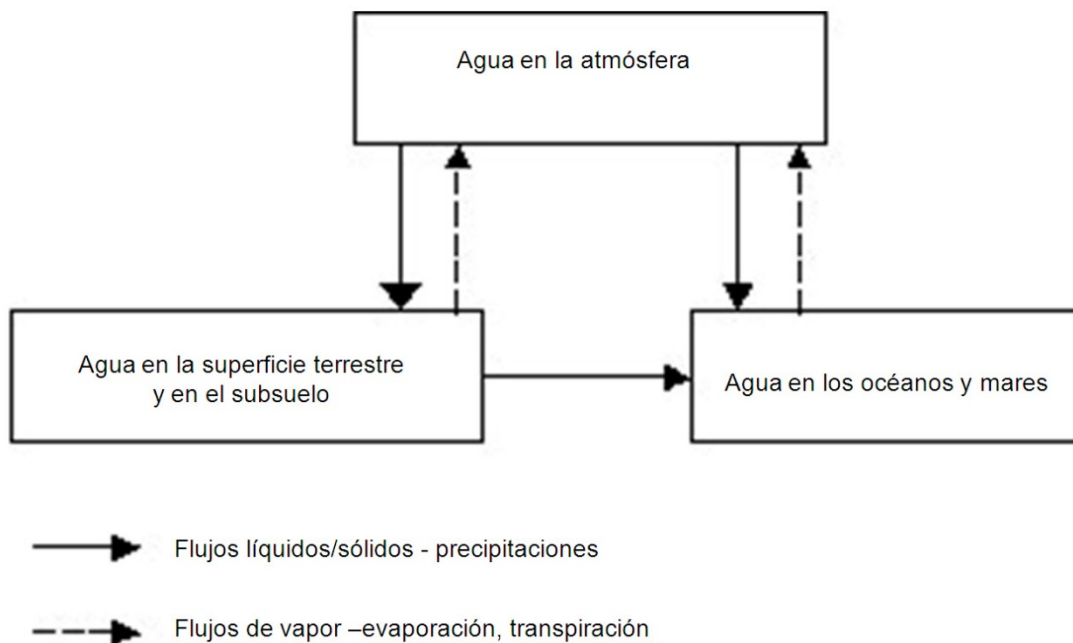 Agua en la atmósfera
Agua en la superficie terrestre
y en el subsuelo
Agua en los océanos y mares
Flujos líquidos/sólidos - precipitaciones
Flujos de vapor –evaporación, transpiración